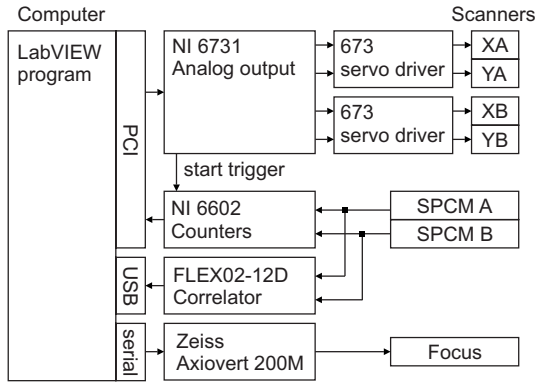 Computer
Scanners
LabVIEW
program
PCI
USB
serial
NI 6731
Analog output
673
servo driver
XA
YA
673
servo driver
XB
YB
start trigger
NI 6602
Counters
SPCM A
SPCM B
FLEX02-12D
Correlator
Zeiss
Axiovert 200M
Focus